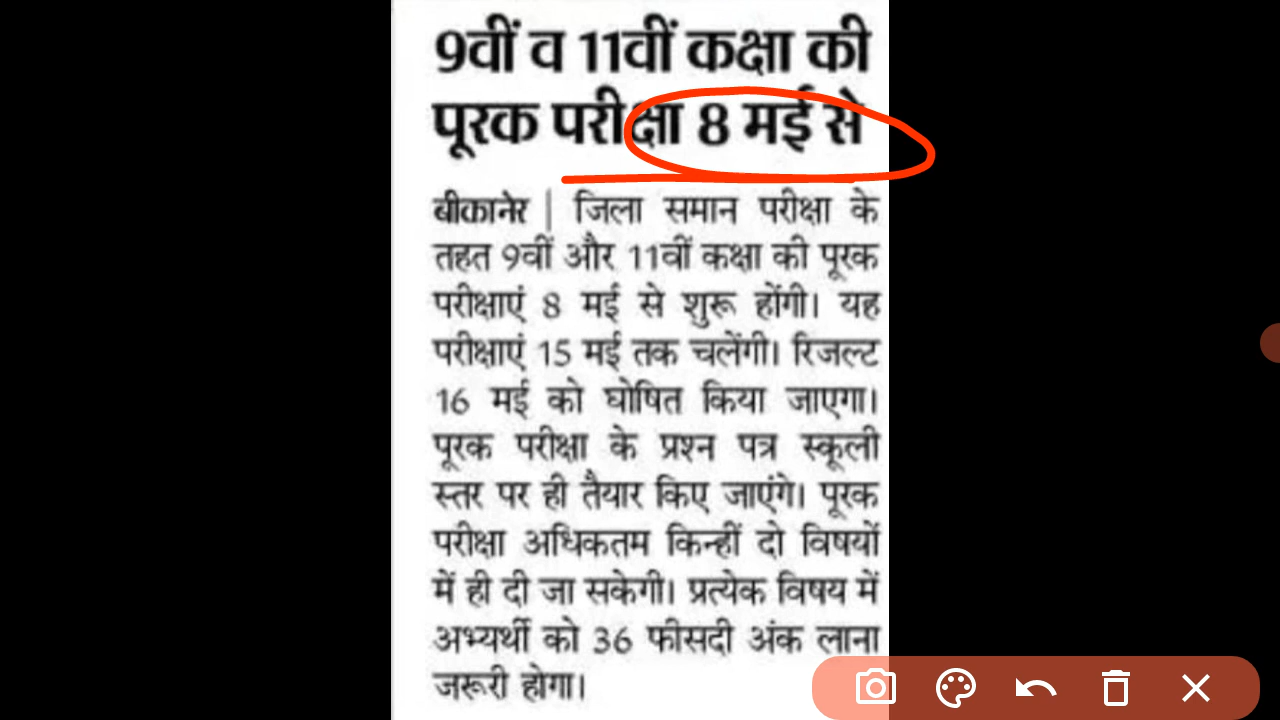 9वीं व 11वीं कक्षा की
पूरक परीक्षा 8 मई से
बीकानेर | जिला समान परीक्षा के
तहत 9वीं और 11वीं कक्षा की पूरक
परीक्षाएं 8 मई से शुरू होंगी। यह
परीक्षाएं 15 मई तक चलेंगी। रिजल्ट
16 मई को घोषित किया जाएगा।
पूरक परीक्षा के प्रश्न पत्र स्कूली
स्तर पर ही तैयार किए जाएंगे। पूरक
परीक्षा अधिकतम किन्हीं दो विषयों
में ही दी जा सकेगी। प्रत्येक विषय में
अभ्यर्थी को 36 फीसदी अंक लाना
जरूरी होगा।